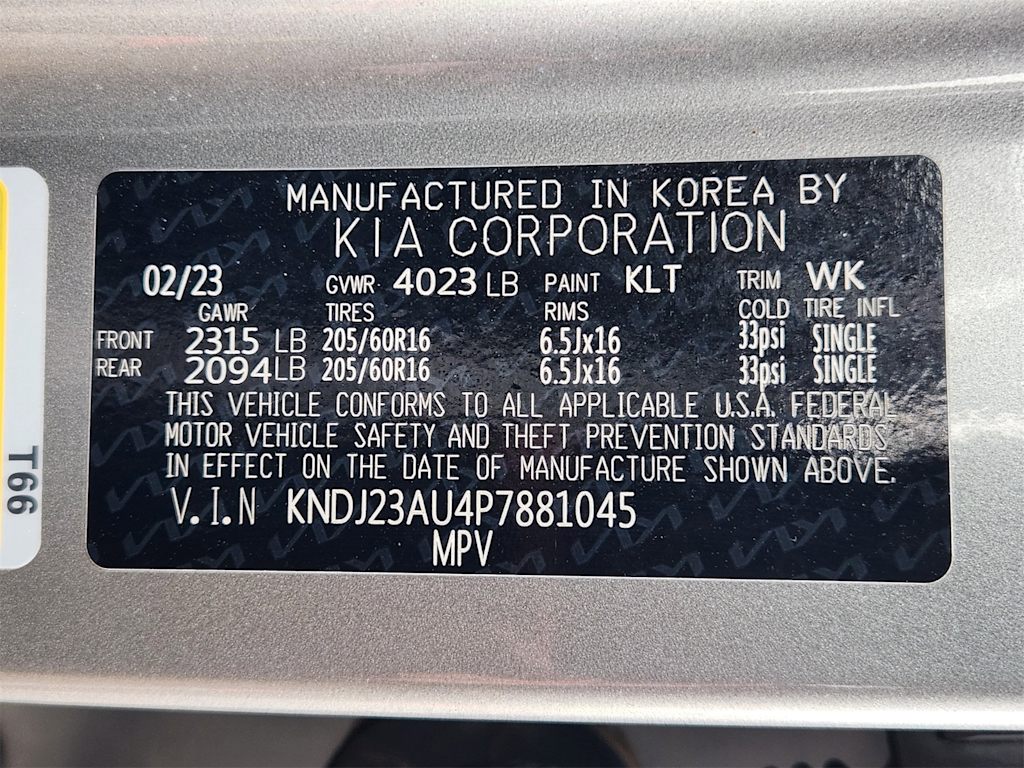 MANUFACTURED IN KOREA BY
KIA CORPORATION
02/23 GVWR 4023 LB PAINT KLT TRIM WK
GAWR TIRES RIMS COLD TIRE INFL
FRONT 2315 LB 205/60R16 6.5Jx16 33psi SINGLE
REAR 2094 LB 205/60R16 6.5Jx16 33psi SINGLE
THIS VEHICLE CONFORMS TO ALL APPLICABLE U.S.A. FEDERAL
MOTOR VEHICLE SAFETY AND THEFT PREVENTION STANDARDS
IN EFFECT ON THE DATE OF MANUFACTURE SHOWN ABOVE.
V.I.N KNDJ23AU4P7881045
MPV
T66